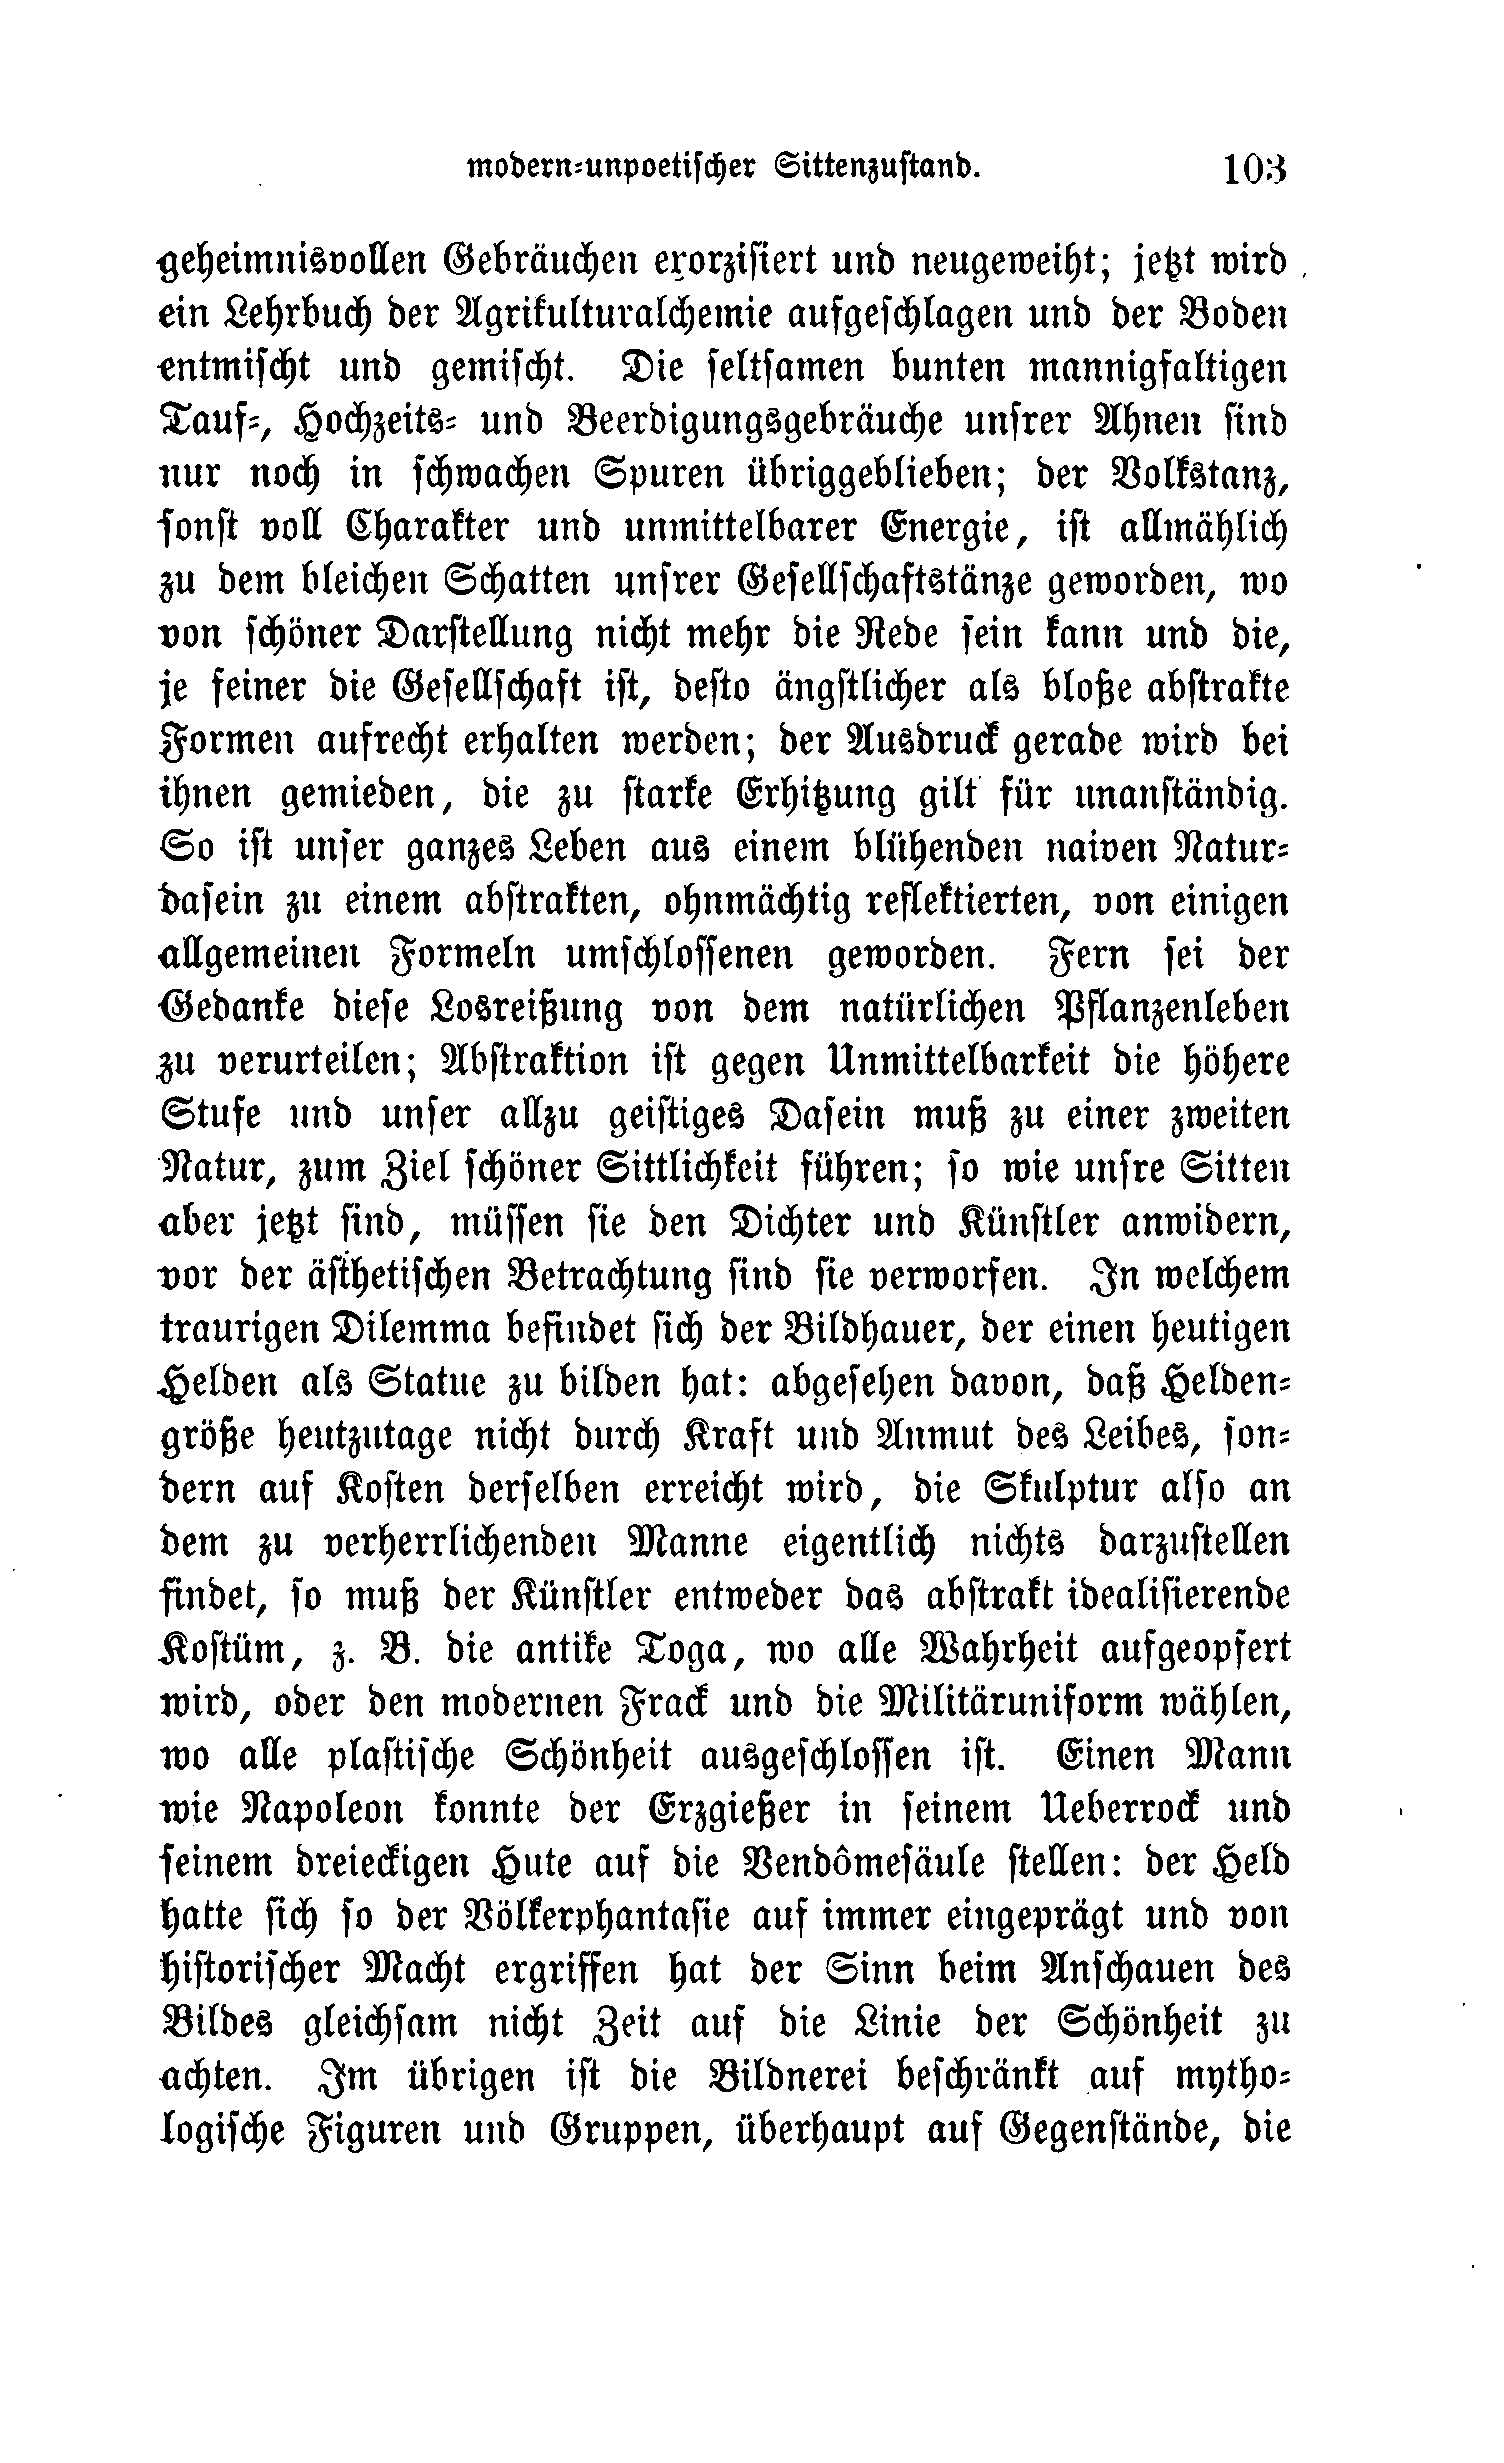 modern-unpoetiſcher Sittenzuſtand. 103
geheimnisvollen Gebräuchen exorziſiert und neugeweiht; jetzt wird
ein Lehrbuch der Agrikulturalchemie aufgeſchlagen und der Boden
entmiſcht und gemiſcht. Die ſeltſamen bunten mannigfaltigen
Tauf-, Hochzeits- und Beerdigungsgebräuche unſrer Ahnen ſind
nur noch in ſchwachen Spuren übriggeblieben; der Volkstanz,
ſonſt voll Charakter und unmittelbarer Energie, iſt allmählich
zu dem bleichen Schatten unſrer Geſellſchaftstänze geworden, wo
von ſchöner Darſtellung nicht mehr die Rede ſein kann und die,
je feiner die Geſellſchaft iſt, deſto ängſtlicher als bloße abſtrakte
Formen aufrecht erhalten werden; der Ausdruck gerade wird bei
ihnen gemieden, die zu ſtarke Erhitzung gilt für unanſtändig.
So iſt unſer ganzes Leben aus einem blühenden naiven Natur-
daſein zu einem abſtrakten, ohnmächtig reflektierten, von einigen
allgemeinen Formeln umſchloſſenen geworden. Fern ſei der
Gedanke dieſe Losreißung von dem natürlichen Pflanzenleben
zu verurteilen; Abſtraktion iſt gegen Unmittelbarkeit die höhere
Stufe und unſer allzu geiſtiges Daſein muß zu einer zweiten
Natur, zum Ziel ſchöner Sittlichkeit führen; ſo wie unſre Sitten
aber jetzt ſind, müſſen ſie den Dichter und Künſtler anwidern,
vor der äſthetiſchen Betrachtung ſind ſie verworfen. In welchem
traurigen Dilemma befindet ſich der Bildhauer, der einen heutigen
Helden als Statue zu bilden hat: abgeſehen davon, daß Helden-
größe heutzutage nicht durch Kraft und Anmut des Leibes, ſon-
dern auf Koſten derſelben erreicht wird, die Skulptur alſo an
dem zu verherrlichenden Manne eigentlich nichts darzuſtellen
findet, ſo muß der Künſtler entweder das abſtrakt idealiſierende
Koſtüm, z. B. die antike Toga, wo alle Wahrheit aufgeopfert
wird, oder den modernen Frack und die Militäruniform wählen,
wo alle plaſtiſche Schönheit ausgeſchloſſen iſt. Einen Mann
wie Napoleon konnte der Erzgießer in ſeinem Ueberrock und
ſeinem dreieckigen Hute auf die Vendômeſäule ſtellen: der Held
hatte ſich ſo der Völkerphantaſie auf immer eingeprägt und von
hiſtoriſcher Macht ergriffen hat der Sinn beim Anſchauen des
Bildes gleichſam nicht Zeit auf die Linie der Schönheit zu
achten. Im übrigen iſt die Bildnerei beſchränkt auf mytho-
logiſche Figuren und Gruppen, überhaupt auf Gegenſtände, die